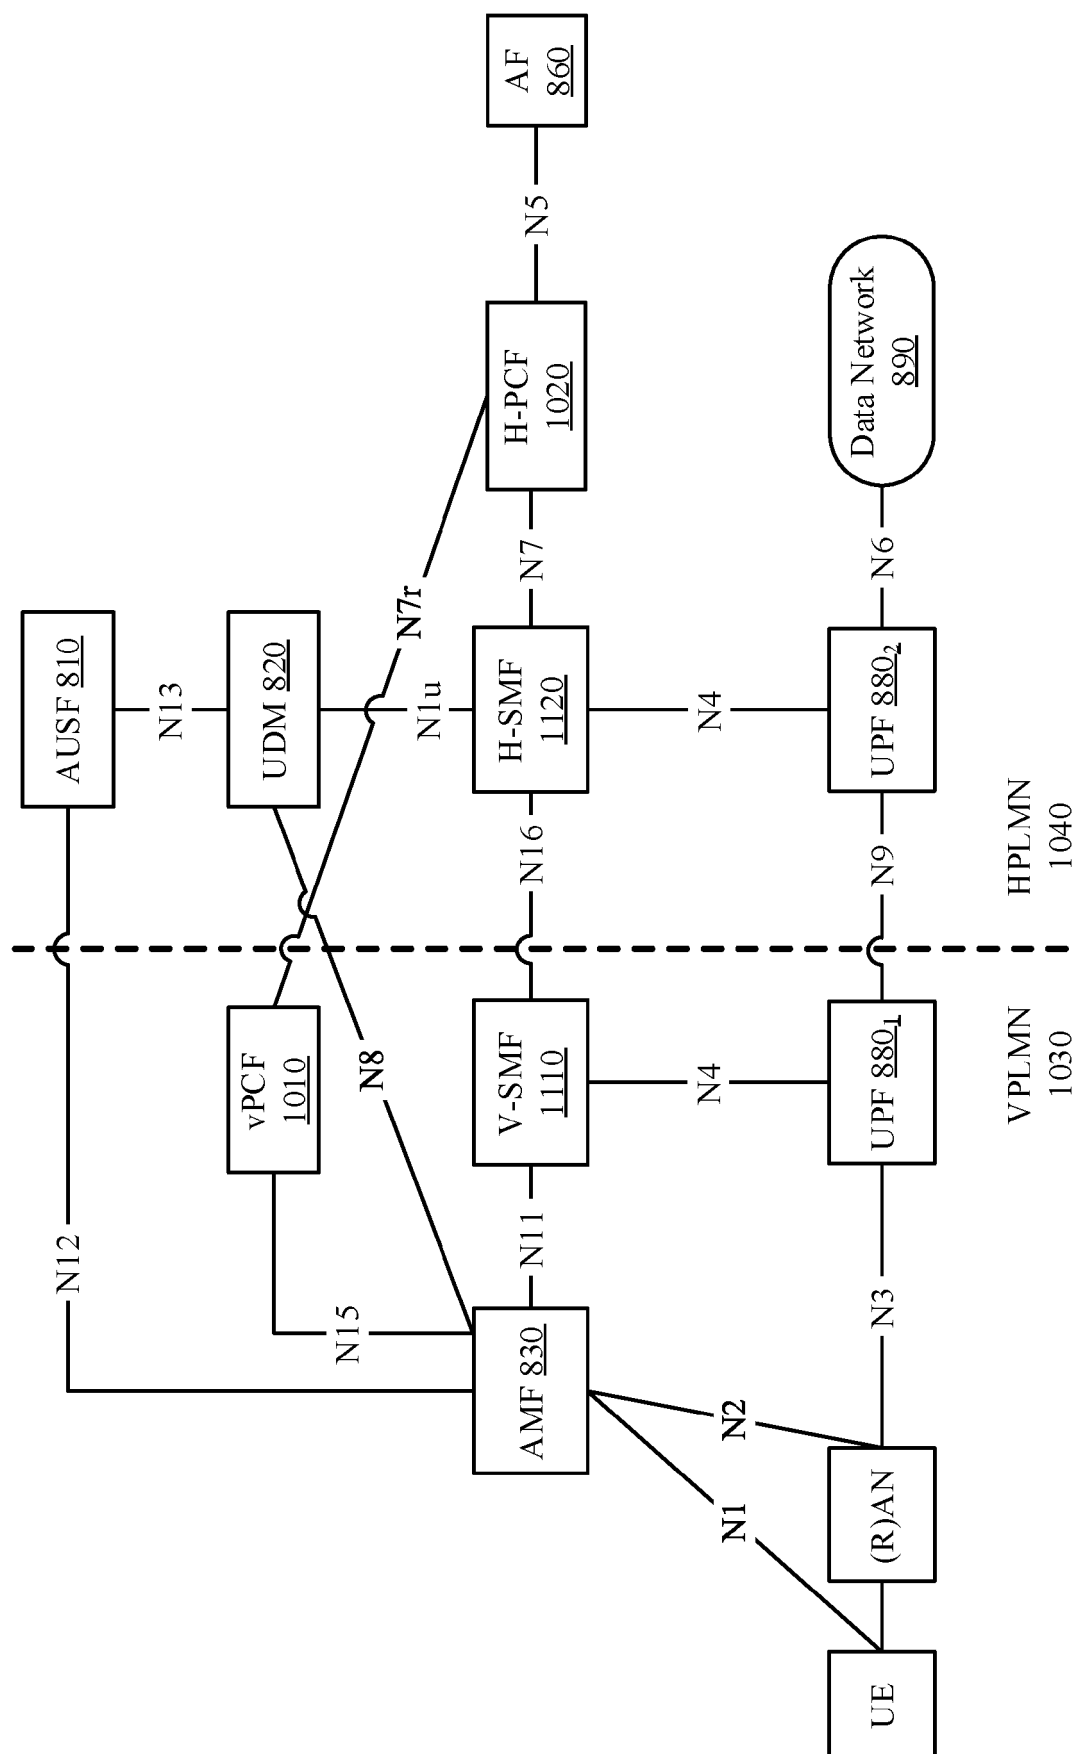 AUSF 810
N12
N13
vPCF
1010
UDM 820
N15
N8
N7r
N1u
AMF 830
N11
V-SMF
1110
N16
H-SMF
1120
N7
H-PCF
1020
N5
AF
860
N1
N2
N4
N4
UE
(R)AN
N3
UPF 880₁
N9
UPF 880₂
N6
Data Network
890
VPLMN
1030
HPLMN
1040